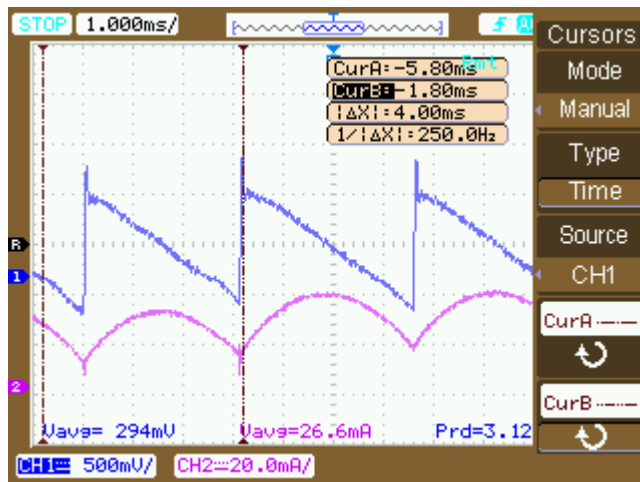 STOP 1.000ms/
Cursors
Mode
Manual
Type
Time
Source
CH1
CurA
CurB
CurA:-5.80ms
CurB:-1.80ms
|ΔX|:4.00ms
1/|ΔX|:250.0Hz
R
1
2
Vavg= 294mV Vavg=26.6mA Prd=3.12
CH1 500mV/ CH2 20.0mA/